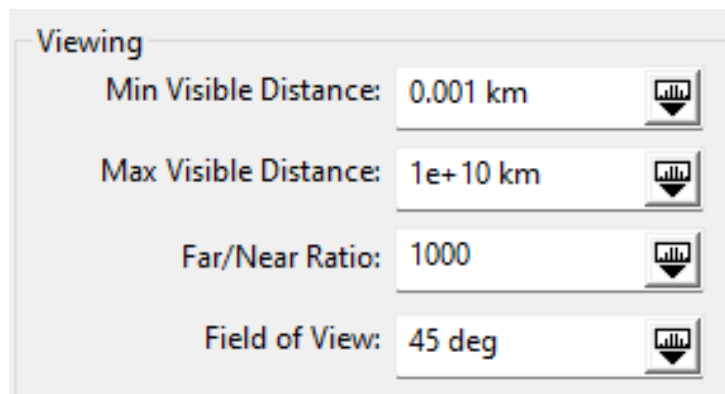 Viewing
Min Visible Distance: 0.001 km
Max Visible Distance: 1e+10 km
Far/Near Ratio: 1000
Field of View: 45 deg